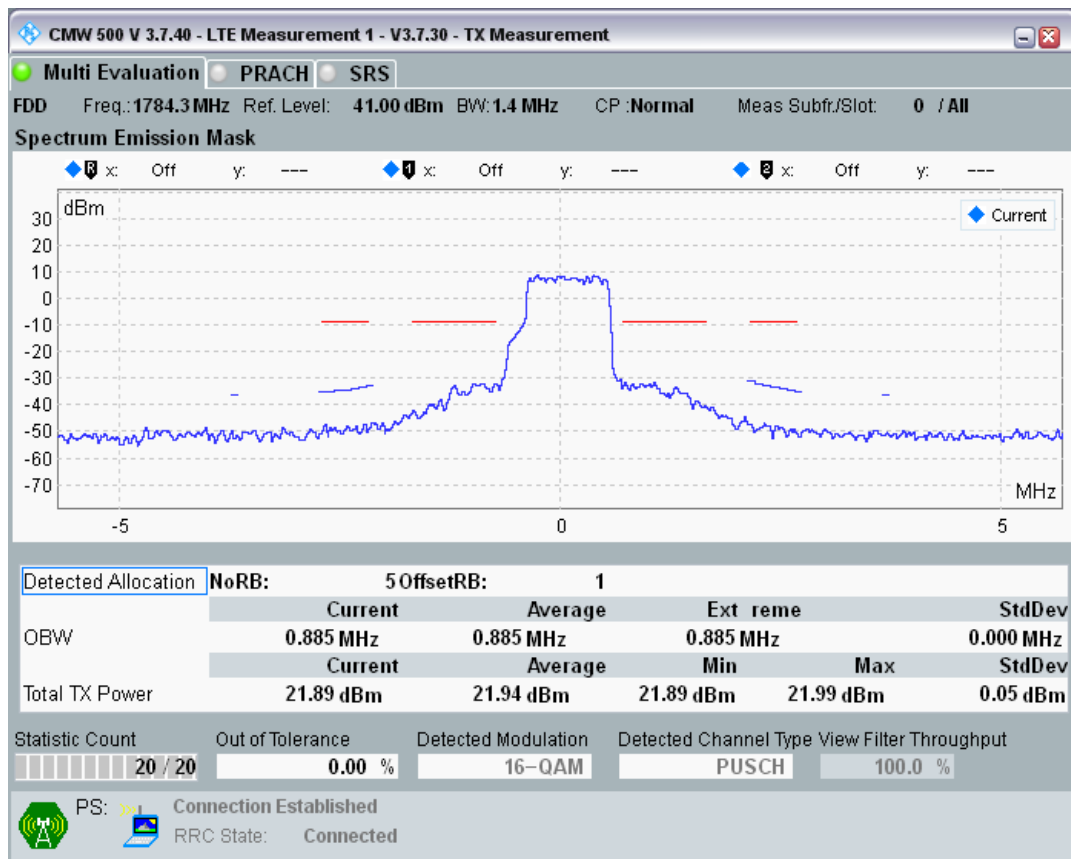 CMW 500 V 3.7.40 - LTE Measurement 1 - V3.7.30 - TX Measurement
Multi Evaluation PRACH SRS
FDD Freq.: 1784.3 MHz Ref. Level: 41.00 dBm BW: 1.4 MHz CP : Normal Meas Subfr./Slot: 0 / All
Spectrum Emission Mask
R x: Off y: --- 1 x: Off y: --- 2 x: Off y: ---
dBm
Current
30
20
10
0
-10
-20
-30
-40
-50
-60
-70
MHz
-5 0 5
Detected Allocation NoRB: 5 OffsetRB: 1
Current Average Ext reme StdDev
OBW 0.885 MHz 0.885 MHz 0.885 MHz 0.000 MHz
Current Average Min Max StdDev
Total TX Power 21.89 dBm 21.94 dBm 21.89 dBm 21.99 dBm 0.05 dBm
Statistic Count Out of Tolerance Detected Modulation Detected Channel Type View Filter Throughput
20 / 20 0.00 % 16-QAM PUSCH 100.0 %
PS: Connection Established
RRC State: Connected